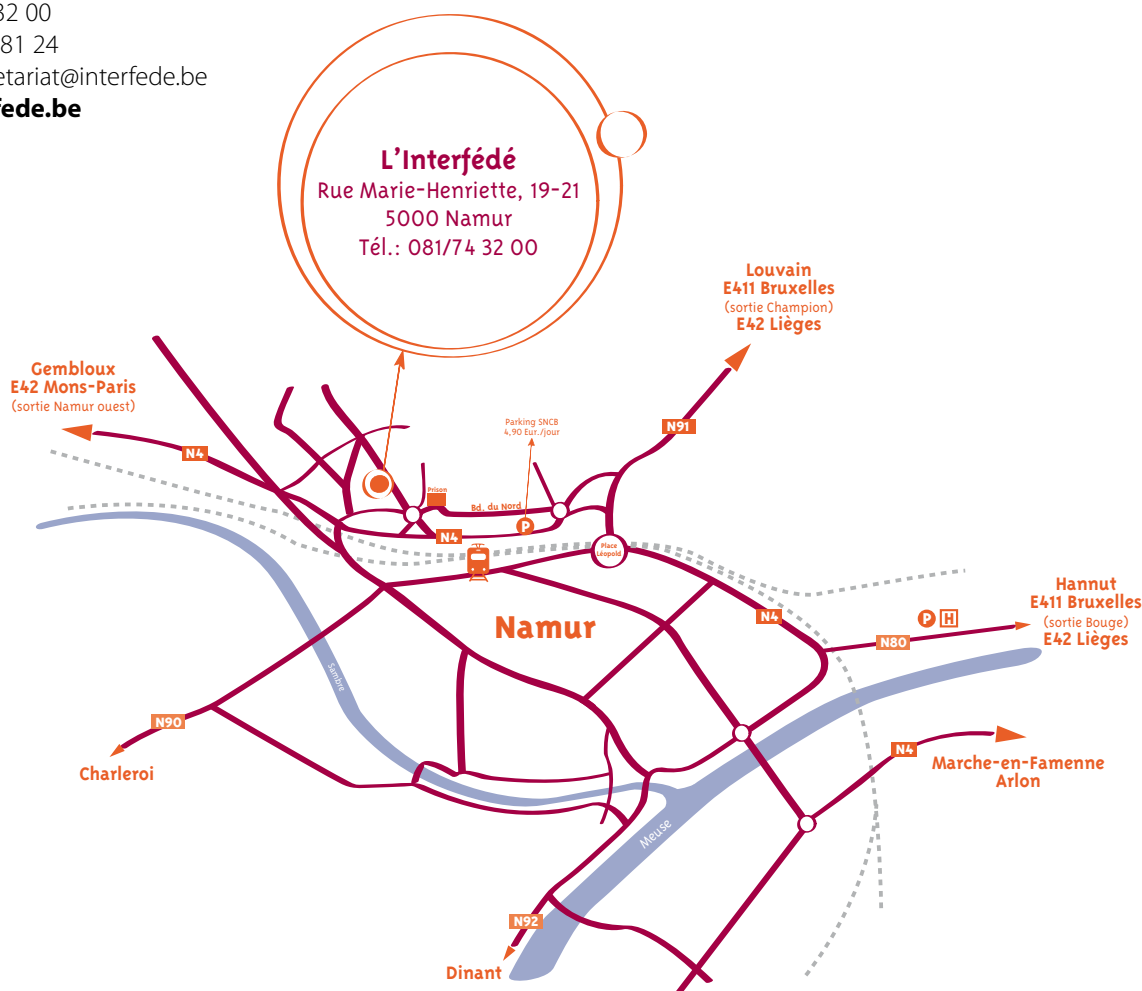 32 00
81 24
etariat@interfede.be
fede.be
L'Interfédé
Rue Marie-Henriette, 19-21
5000 Namur
Tél.: 081/74 32 00
Louvain
E411 Bruxelles
(sortie Champion)
E42 Lièges
Gembloux
E42 Mons-Paris
(sortie Namur ouest)
Parking SNCB
4,90 Eur./jour
N91
N4
Prison
Bd. du Nord
P
N4
Place
Léopold
Hannut
E411 Bruxelles
(sortie Bouge)
E42 Lièges
N4
P H
Namur
N80
Sambre
N90
Charleroi
N4
Marche-en-Famenne
Arlon
Meuse
N92
Dinant